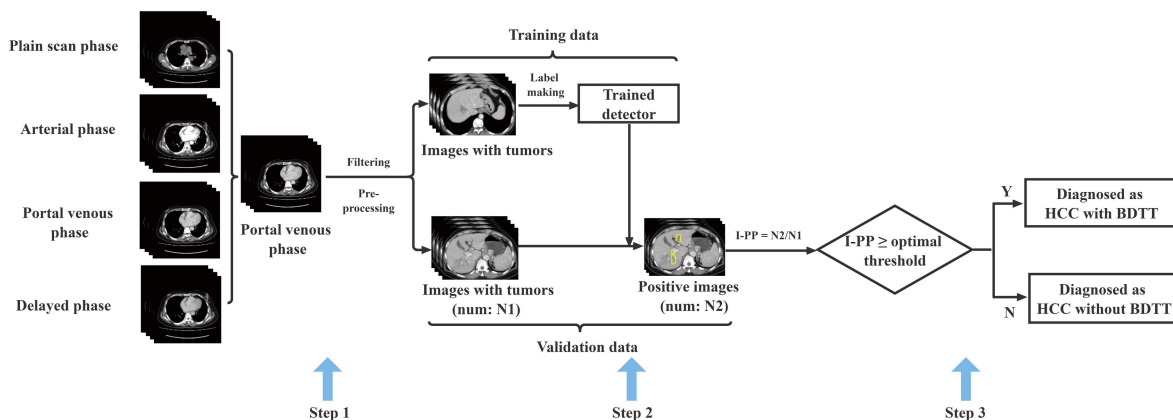 Plain scan phase
Arterial phase
Portal venous
phase
Delayed phase
Portal venous
phase
Filtering
Pre-
processing
Training data
Images with tumors
Label
making
Trained
detector
Images with tumors
(num: N1)
Positive images
(num: N2)
Validation data
I-PP = N2/N1
I-PP ≥ optimal
threshold
Y
Diagnosed as
HCC with BDTT
N
Diagnosed as
HCC without BDTT
Step 1
Step 2
Step 3